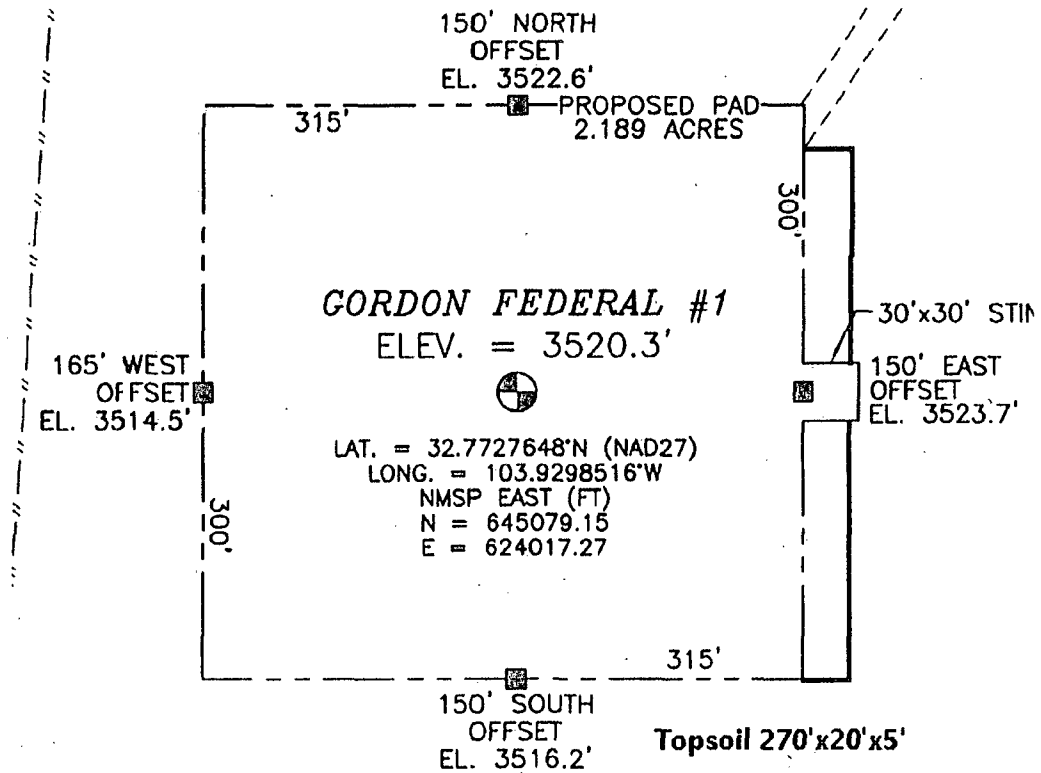 150' NORTH
OFFSET
EL. 3522.6'
PROPOSED PAD
2.189 ACRES
315'
300'
GORDON FEDERAL #1
ELEV. = 3520.3'
30'x30'
165' WEST
OFFSET
EL. 3514.5'
150' EAST
OFFSET
EL. 3523.7'
LAT. = 32.7727648°N (NAD27)
LONG. = 103.9298516°W
NMSP EAST (FT)
N = 645079.15
E = 624017.27
300'
315'
150' SOUTH
OFFSET
EL. 3516.2'
Topsoil 270'x20'x5'